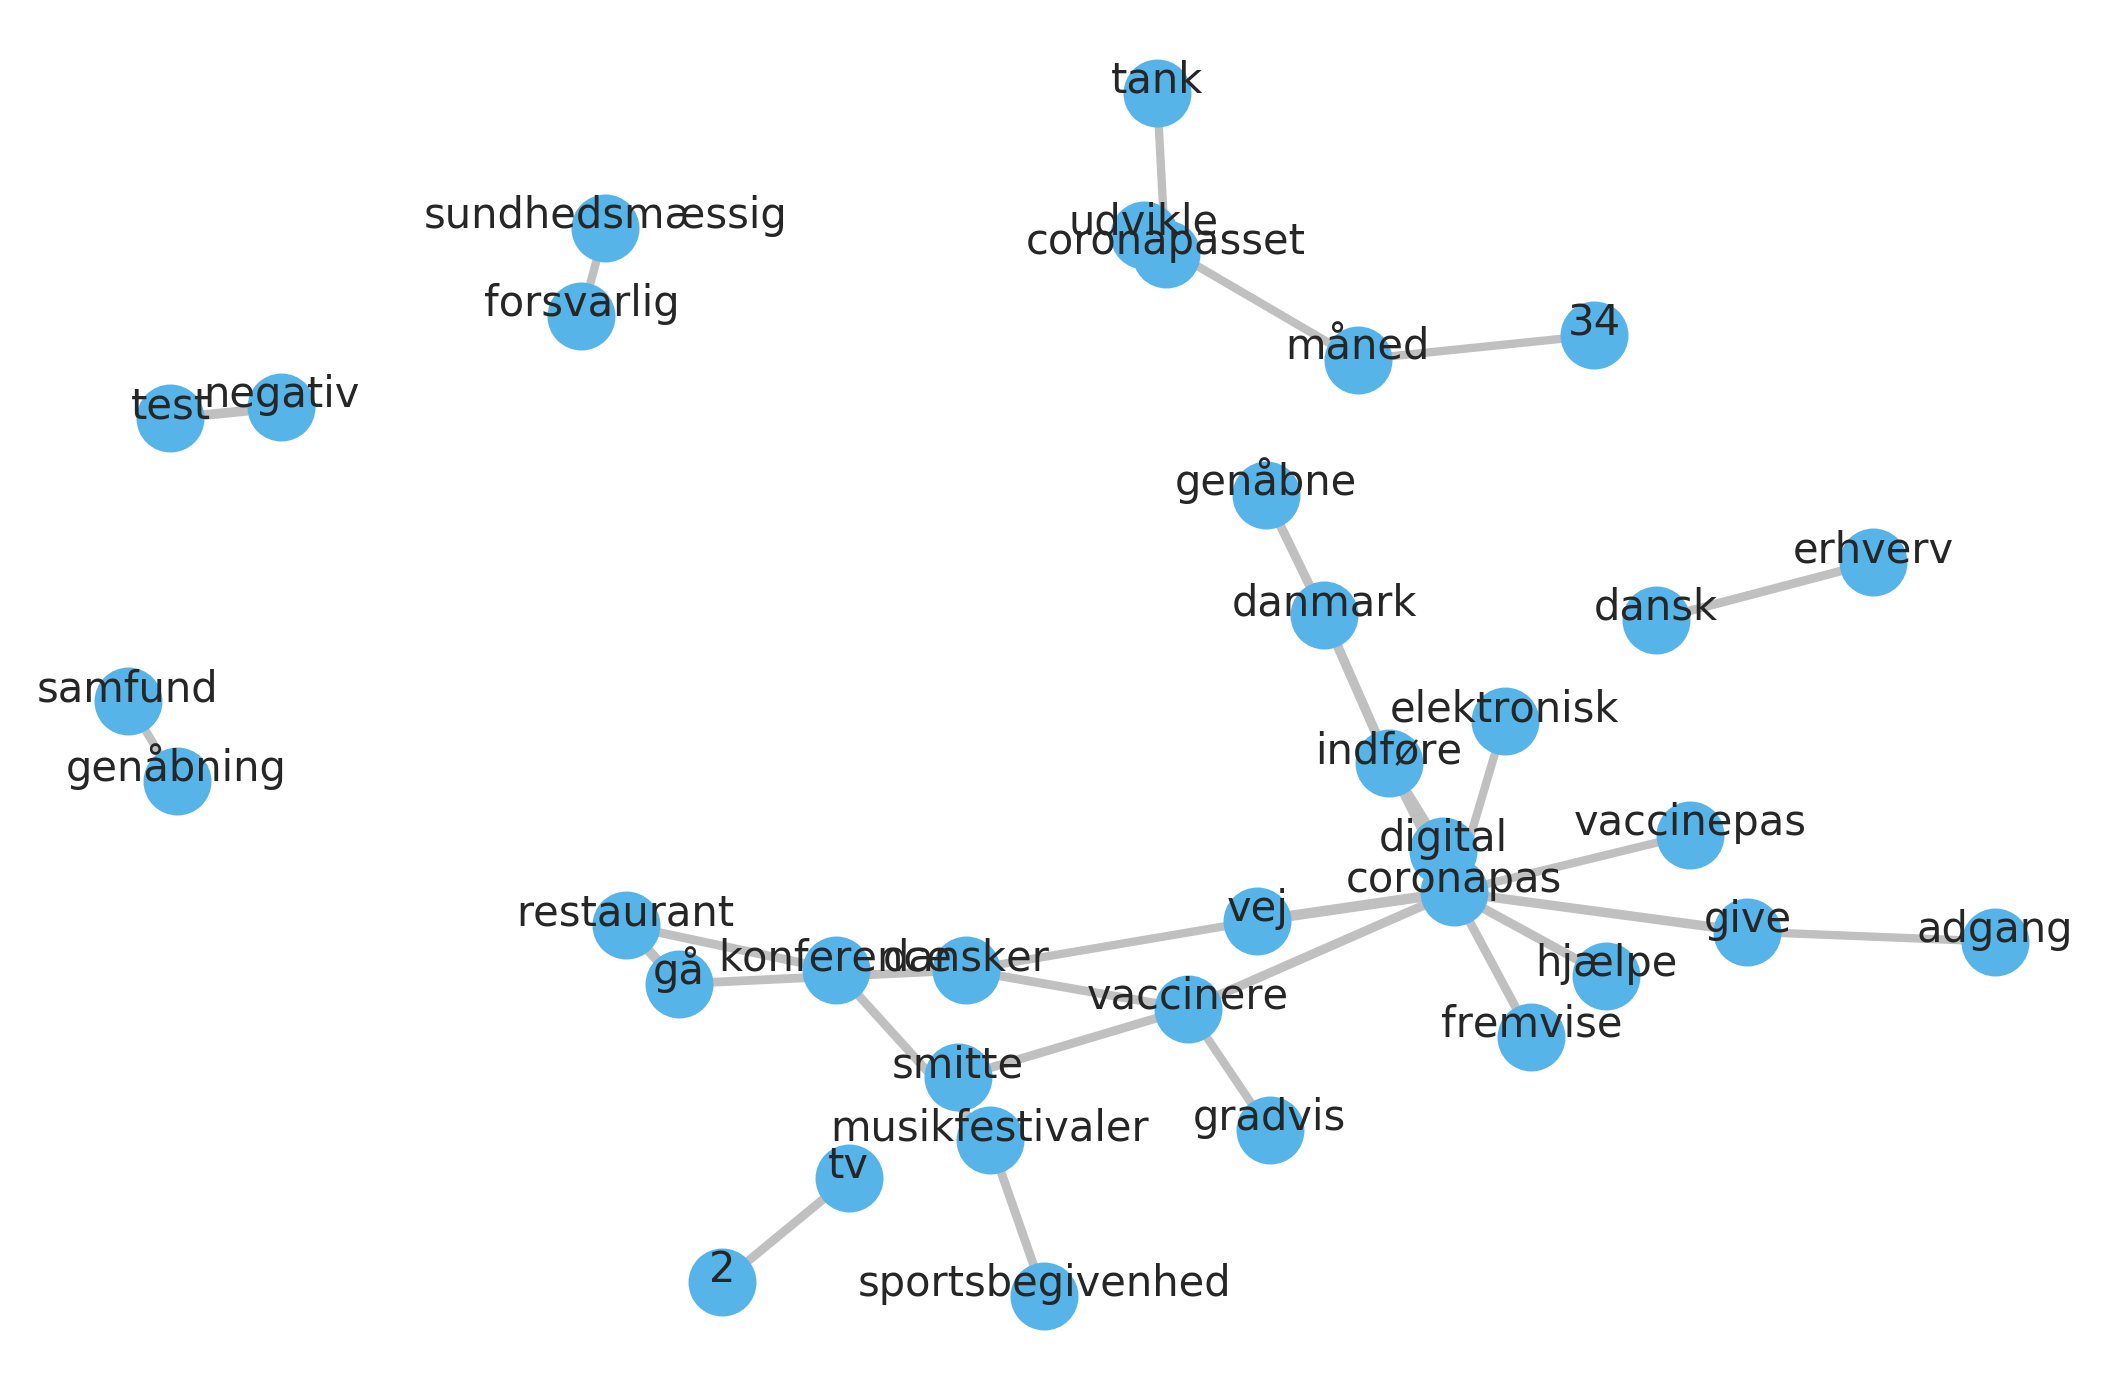 tank
sundhedsmæssig
udvikle
coronapasset
forsvarlig
34
måned
negativ
test
genåbne
erhverv
danmark
dansk
samfund
elektronisk
indføre
genåbning
vaccinepas
digital
coronapas
vej
restaurant
give
adgang
konference
dansker
gå
hjælpe
vaccinere
fremvise
smitte
gradvis
musikfestivaler
tv
2
sportsbegivenhed